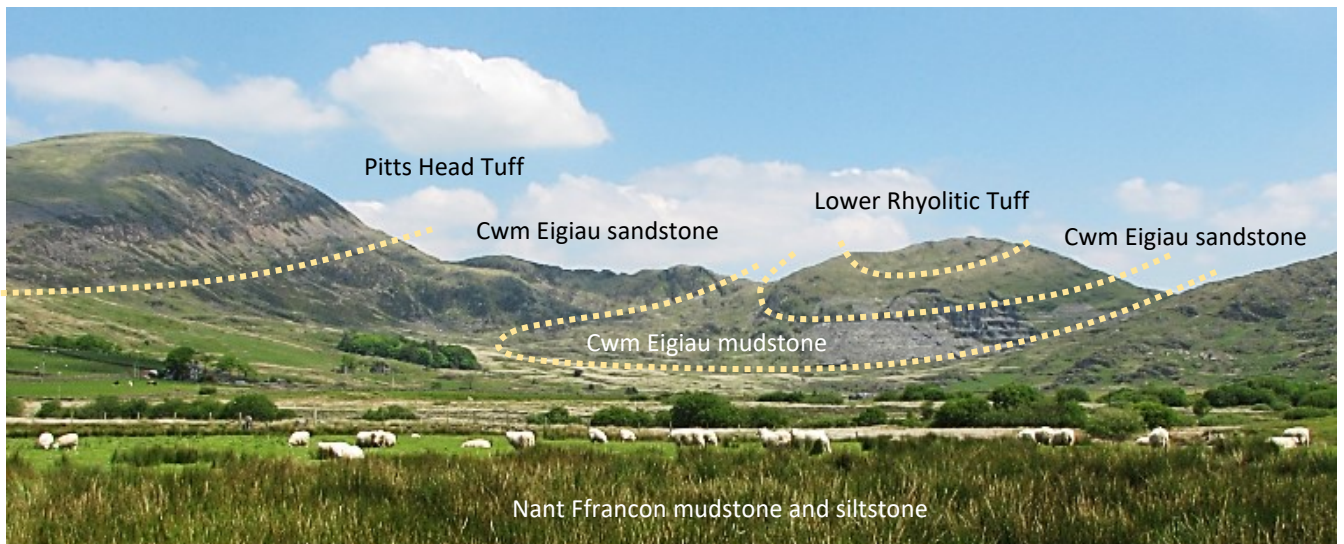 Pitts Head Tuff
Lower Rhyolitic Tuff
Cwm Eigiau sandstone
Cwm Eigiau sandstone
Cwm Eigiau mudstone
Nant Ffrancon mudstone and siltstone